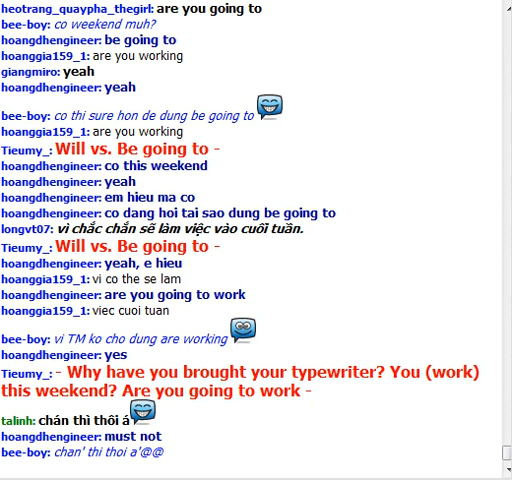 heotrang_quaypha_thegirl: are you going to
bee-boy: co weekend muh?
hoangdhengineer: be going to
hoanggia159_1: are you working
giangmiro: yeah
hoangdhengineer: yeah
bee-boy: co thi sure hon de dung be going to
hoanggia159_1: are you working
Tieumy_: Will vs. Be going to -
hoangdhengineer: co this weekend
hoangdhengineer: yeah
hoangdhengineer: em hieu ma co
hoangdhengineer: co dang hoi tai sao dung be going to
longvt07: vì chắc chắn sẽ làm việc vào cuối tuần.
Tieumy_: Will vs. Be going to -
hoangdhengineer: yeah, e hieu
hoanggia159_1: vi co the se lam
hoangdhengineer: are you going to work
hoanggia159_1: viec cuoi tuan
bee-boy: vi TM ko cho dung are working
hoangdhengineer: yes
Tieumy_: - Why have you brought your typewriter? You (work)
this weekend? Are you going to work -
talinh: chán thì thôi á
hoangdhengineer: must not
bee-boy: chan' thi thoi a'@@